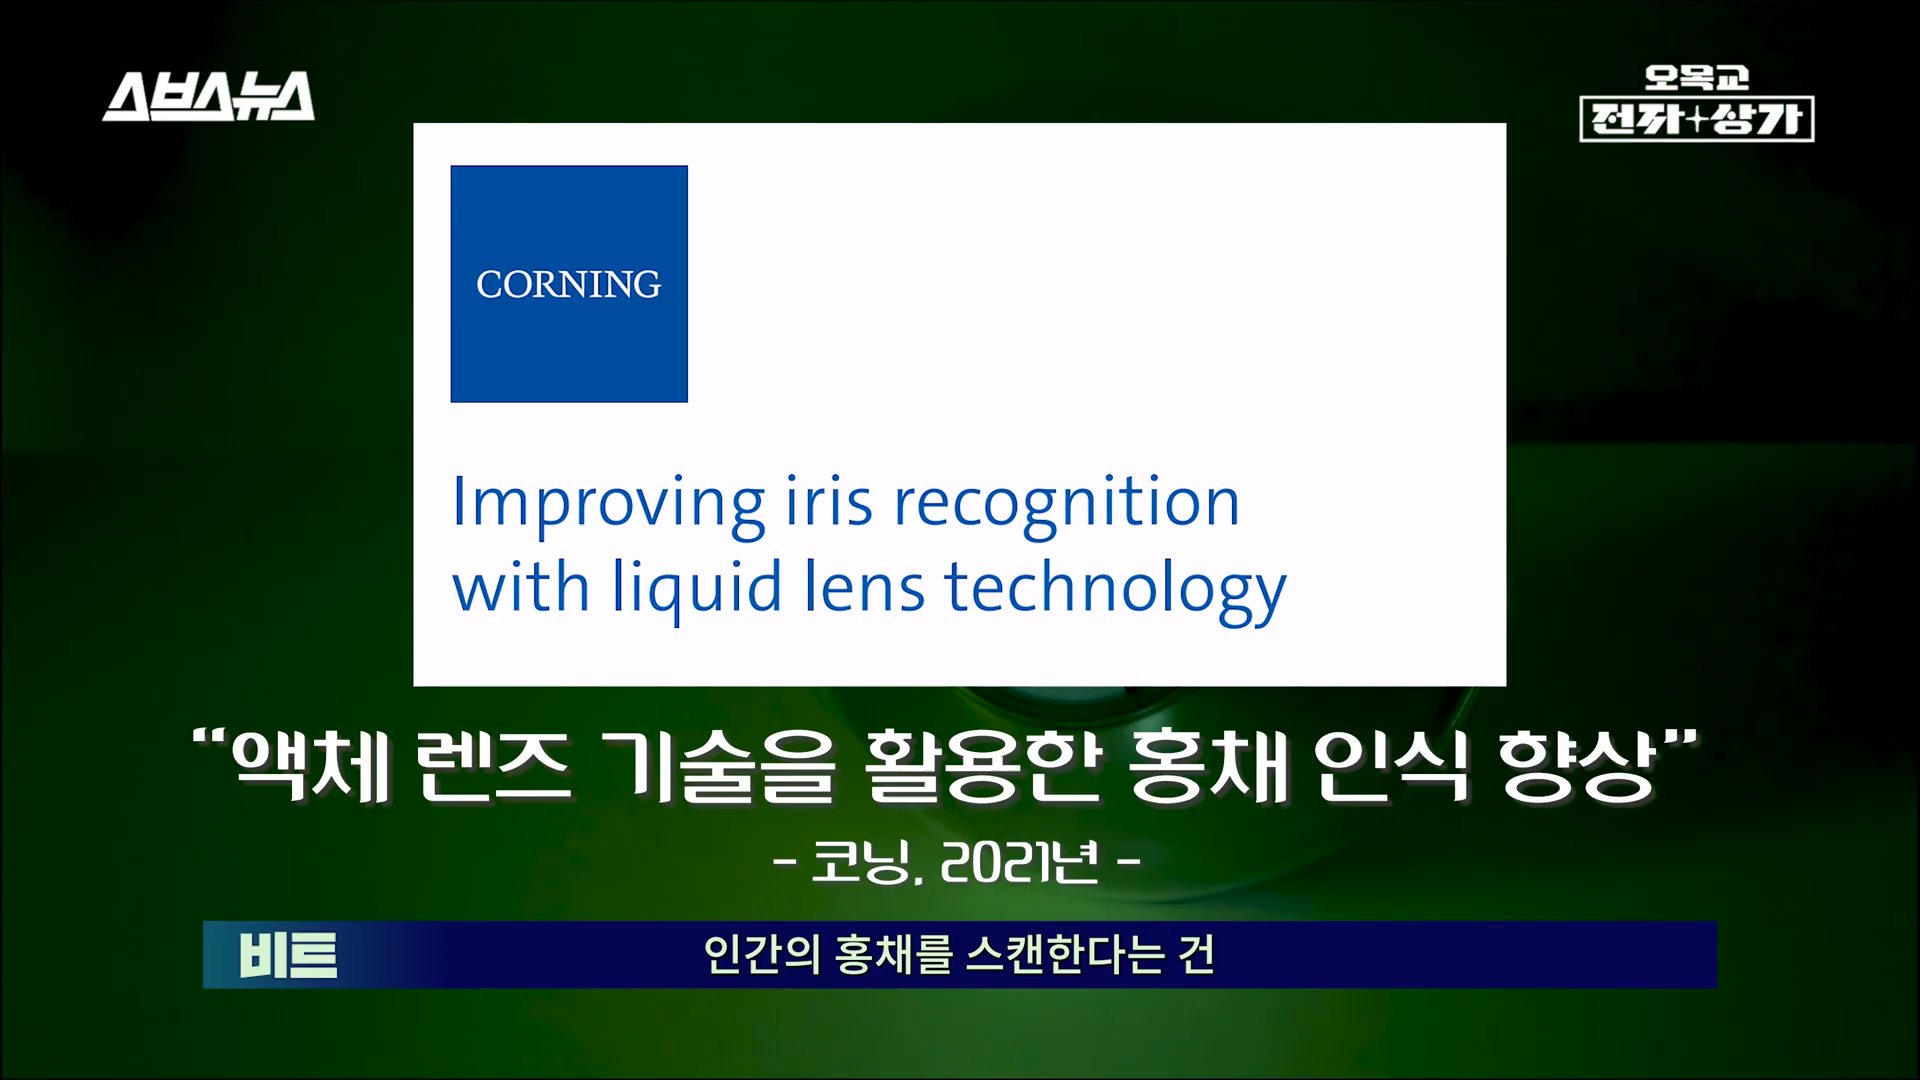 스브스뉴스
오목교
전자+상가
CORNING
Improving iris recognition
with liquid lens technology
“액체 렌즈 기술을 활용한 홍채 인식 향상”
- 코닝, 2021년 -
비트
인간의 홍채를 스캔한다는 건